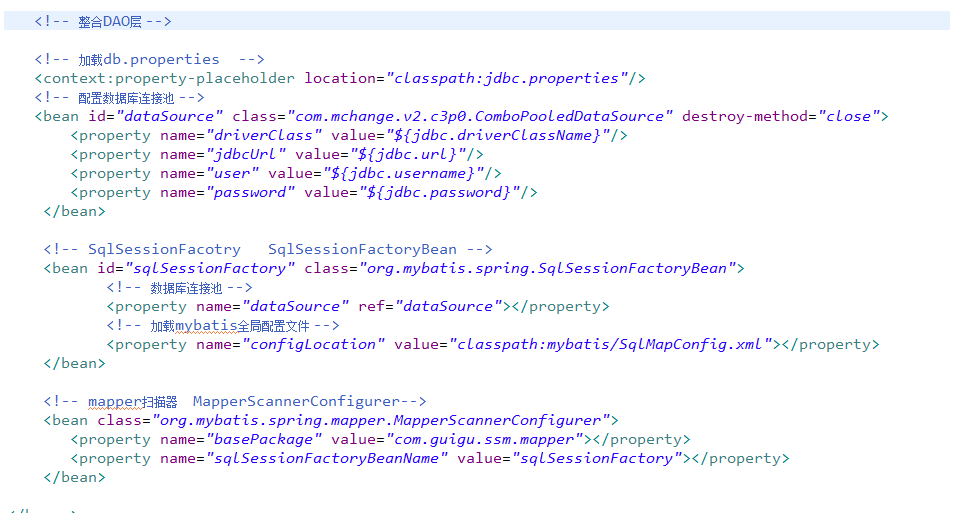 <!-- 整合DAO层 -->
<!-- 加载db.properties  -->
<context:property-placeholder location="classpath:jdbc.properties"/>
<!-- 配置数据库连接池 -->
<bean id="dataSource" class="com.mchange.v2.c3p0.ComboPooledDataSource" destroy-method="close">
<property name="driverClass" value="${jdbc.driverClassName}"/>
<property name="jdbcUrl" value="${jdbc.url}"/>
<property name="user" value="${jdbc.username}"/>
<property name="password" value="${jdbc.password}"/>
</bean>
<!-- SqlSessionFacotry   SqlSessionFactoryBean -->
<bean id="sqlSessionFactory" class="org.mybatis.spring.SqlSessionFactoryBean">
<!-- 数据库连接池 -->
<property name="dataSource" ref="dataSource"></property>
<!-- 加载mybatis全局配置文件 -->
<property name="configLocation" value="classpath:mybatis/SqlMapConfig.xml"></property>
</bean>
<!-- mapper扫描器  MapperScannerConfigurer-->
<bean class="org.mybatis.spring.mapper.MapperScannerConfigurer">
<property name="basePackage" value="com.guigu.ssm.mapper"></property>
<property name="sqlSessionFactoryBeanName" value="sqlSessionFactory"></property>
</bean>